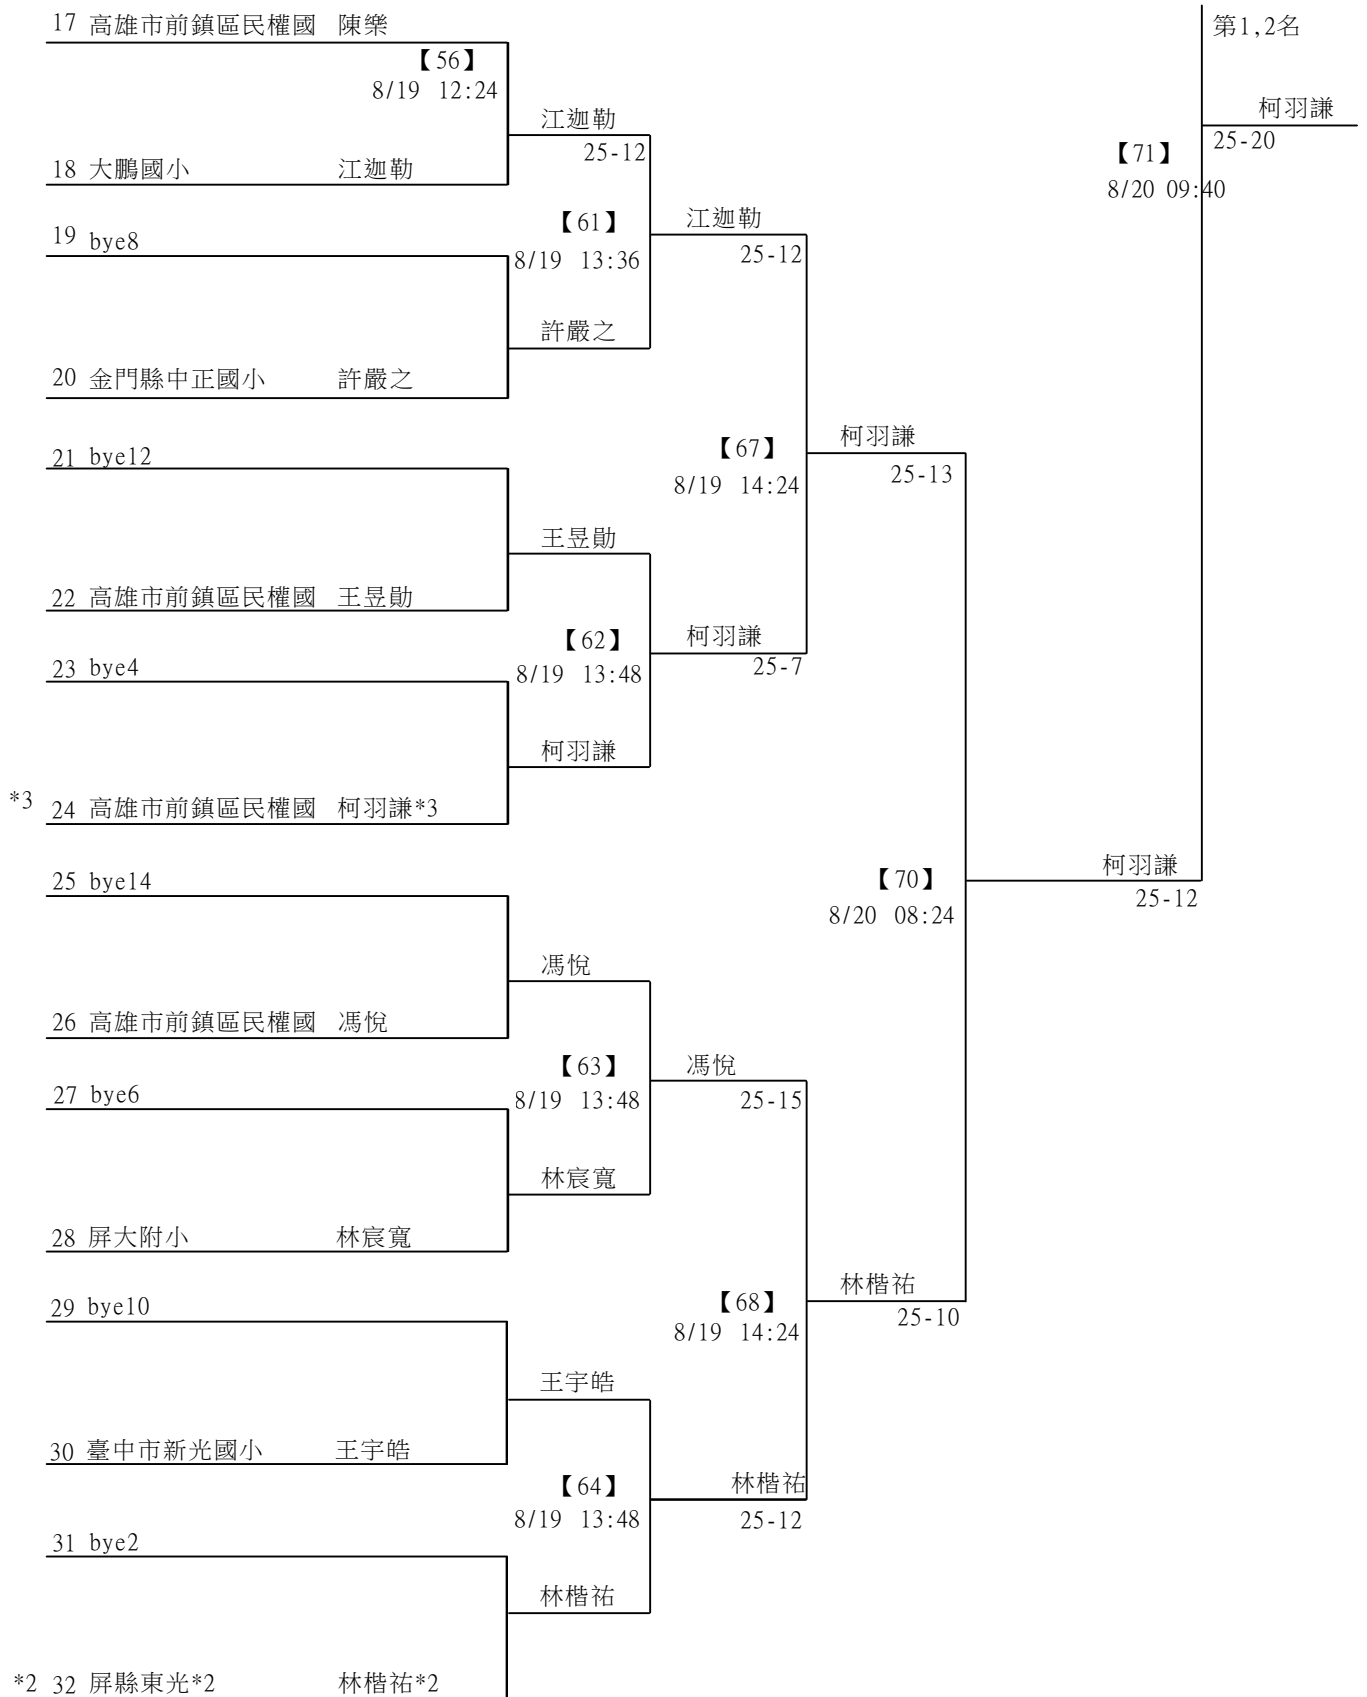 17 高雄市前鎮區民權國 陳樂
第1,2名
【56】
8/19 12:24
柯羽謙
江迦勒
25-12
25-20
【71】
18 大鵬國小 江迦勒
8/20 09:40
19 bye8
【61】
江迦勒
8/19 13:36
25-12
許嚴之
20 金門縣中正國小 許嚴之
21 bye12
【67】
柯羽謙
8/19 14:24
25-13
王昱勛
22 高雄市前鎮區民權國 王昱勛
【62】
柯羽謙
23 bye4
8/19 13:48
25-7
柯羽謙
*3 24 高雄市前鎮區民權國 柯羽謙*3
25 bye14
【70】
柯羽謙
8/20 08:24
25-12
馮悅
26 高雄市前鎮區民權國 馮悅
【63】
馮悅
27 bye6
8/19 13:48
25-15
林宸寬
28 屏大附小 林宸寬
29 bye10
【68】
林楷祐
8/19 14:24
25-10
王宇皓
30 臺中市新光國小 王宇皓
【64】
林楷祐
8/19 13:48
25-12
31 bye2
林楷祐
*2 32 屏縣東光*2 林楷祐*2